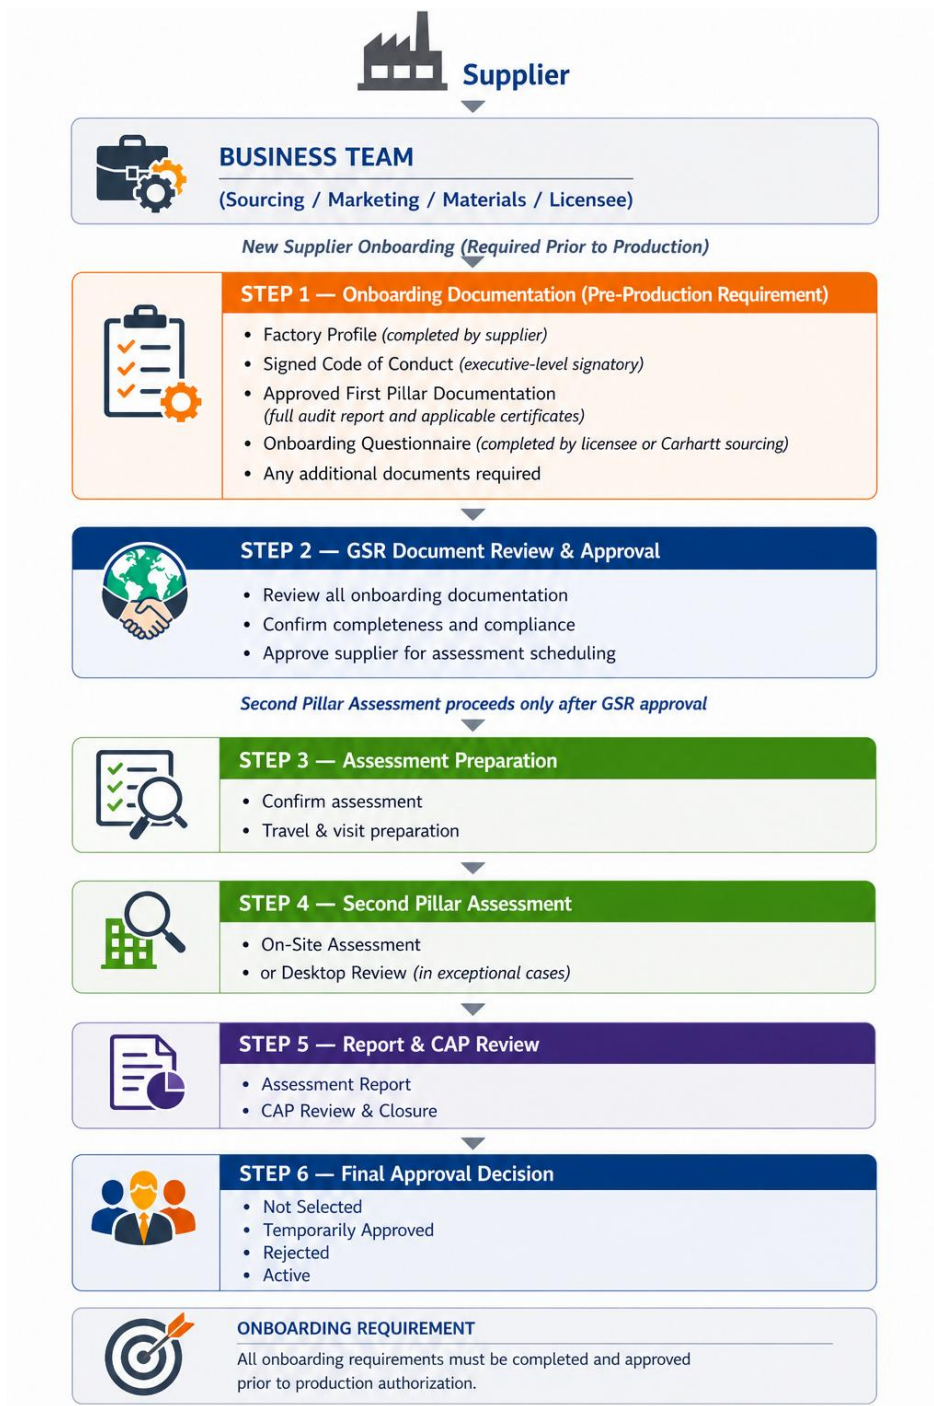 Supplier
BUSINESS TEAM
(Sourcing / Marketing / Materials / Licensee)
New Supplier Onboarding (Required Prior to Production)
STEP 1 — Onboarding Documentation (Pre-Production Requirement)
• Factory Profile (completed by supplier)
• Signed Code of Conduct (executive-level signatory)
• Approved First Pillar Documentation
(full audit report and applicable certificates)
• Onboarding Questionnaire (completed by licensee or Carhartt sourcing)
• Any additional documents required
STEP 2 — GSR Document Review & Approval
• Review all onboarding documentation
• Confirm completeness and compliance
• Approve supplier for assessment scheduling
Second Pillar Assessment proceeds only after GSR approval
STEP 3 — Assessment Preparation
• Confirm assessment
• Travel & visit preparation
STEP 4 — Second Pillar Assessment
• On-Site Assessment
• or Desktop Review (in exceptional cases)
STEP 5 — Report & CAP Review
• Assessment Report
• CAP Review & Closure
STEP 6 — Final Approval Decision
• Not Selected
• Temporarily Approved
• Rejected
• Active
ONBOARDING REQUIREMENT
All onboarding requirements must be completed and approved
prior to production authorization.